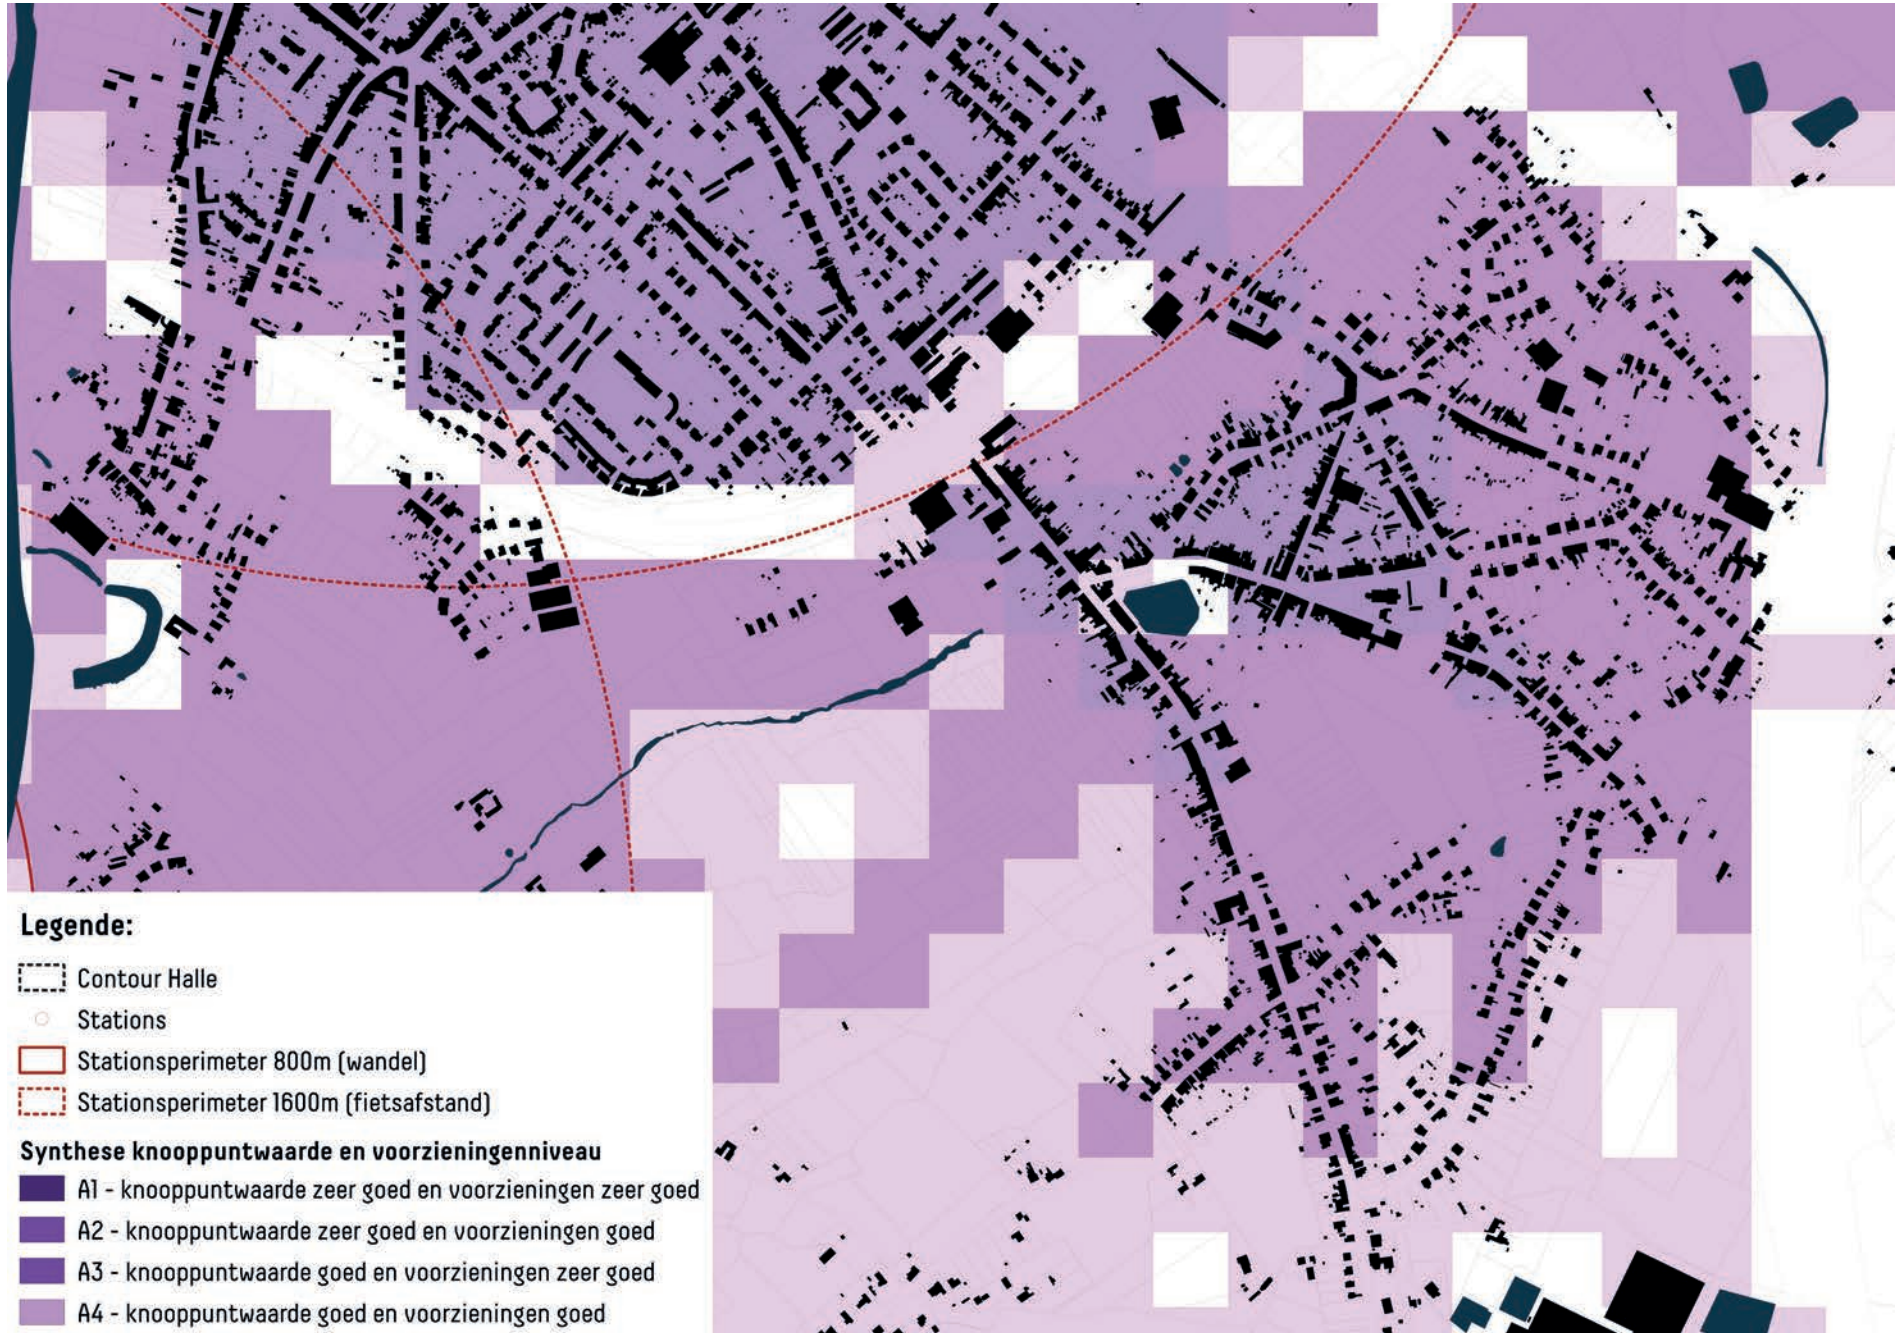 Legende:
Contour Halle
Stations
Stationsperimeter 800m (wandel)
Stationsperimeter 1600m (fietsafstand)
Synthese knooppuntwaarde en voorzieningenniveau
A1 - knooppuntwaarde zeer goed en voorzieningen zeer goed
A2 - knooppuntwaarde zeer goed en voorzieningen goed
A3 - knooppuntwaarde goed en voorzieningen zeer goed
A4 - knooppuntwaarde goed en voorzieningen goed